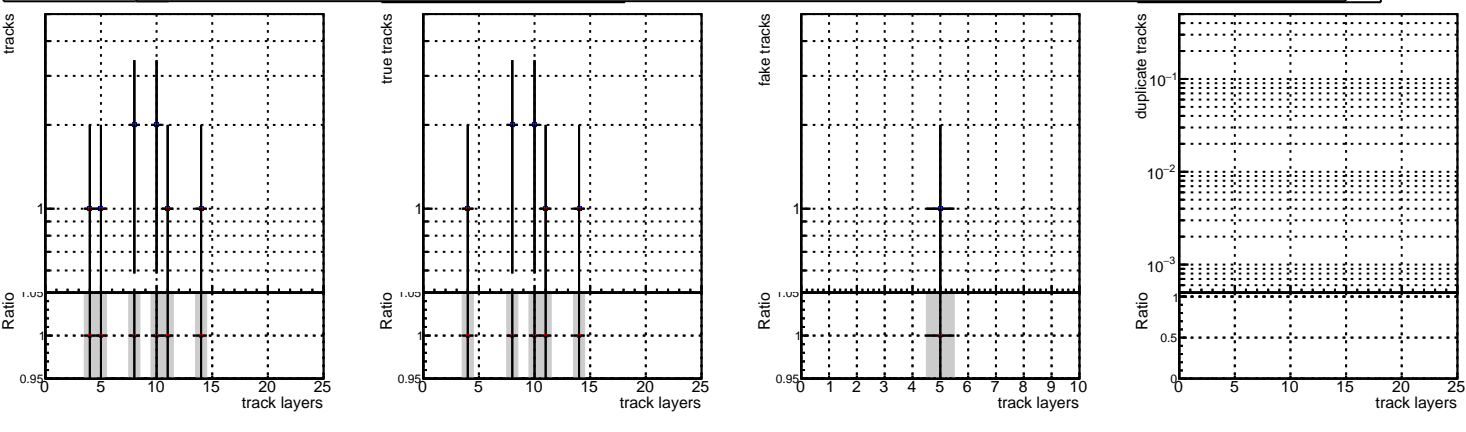 tracks
1
1.05
Ratio
1
0.95
0 5 10 15 20 25
track layers
true tracks
1
1.05
Ratio
1
0.95
0 5 10 15 20 25
track layers
fake tracks
1
1.05
Ratio
1
0.95
0 1 2 3 4 5 6 7 8 9 10
track layers
duplicate tracks
10⁻¹
10⁻²
10⁻³
Ratio
1
0.5
0
0 5 10 15 20 25
track layers